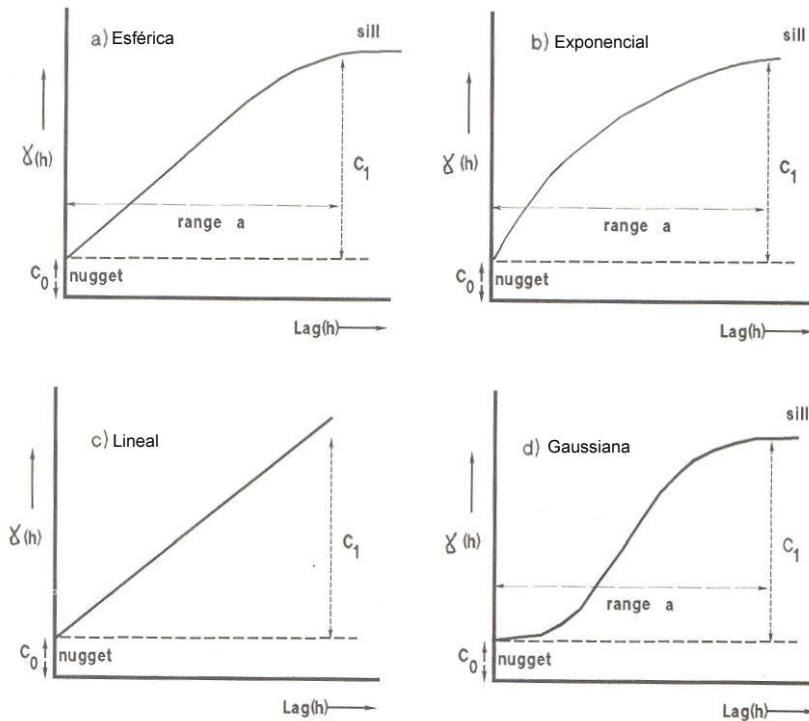 a) Esférica
sill
ɣ(h)
C₁
range a
C₀
nugget
Lag(h)
b) Exponencial
sill
ɣ(h)
C₁
range a
C₀
nugget
Lag(h)
c) Lineal
ɣ(h)
C₁
C₀
nugget
Lag(h)
d) Gaussiana
sill
ɣ(h)
C₁
range a
C₀
nugget
Lag(h)